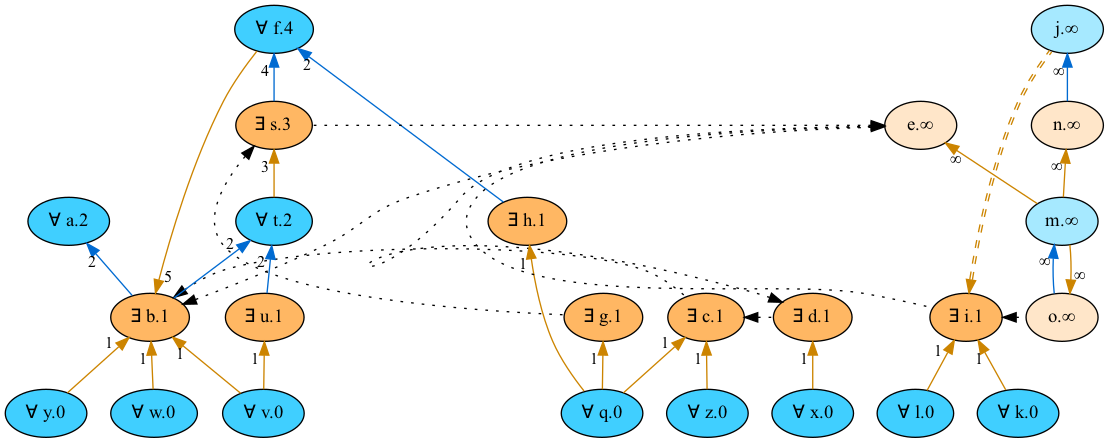 ∀ f.4
j.∞
4
2
∞
∃ s.3
e.∞
n.∞
3
∞
∞
∀ a.2
∀ t.2
∃ h.1
m.∞
2
2
2
1
∞
∞
5
∃ b.1
∃ u.1
∃ g.1
∃ c.1
∃ d.1
∃ i.1
o.∞
1
1
1
1
1
1
1
1
1
1
∀ y.0
∀ w.0
∀ v.0
∀ q.0
∀ z.0
∀ x.0
∀ l.0
∀ k.0